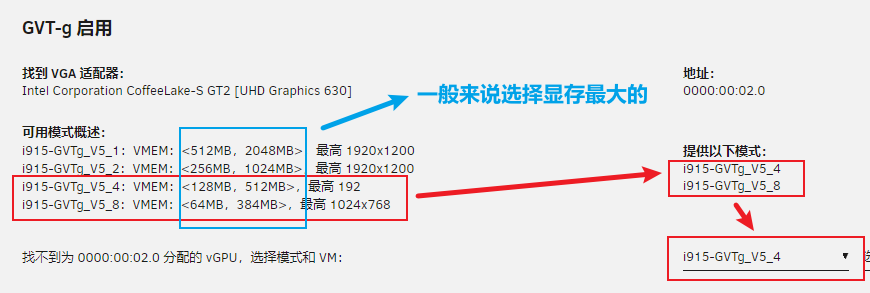 GVT-g 启用
找到 VGA 适配器：
Intel Corporation CoffeeLake-S GT2 [UHD Graphics 630]
一般来说选择显存最大的
地址：
0000:00:02.0
可用模式概述：
i915-GVTg_V5_1：VMEM：<512MB，2048MB> 最高 1920x1200
i915-GVTg_V5_2：VMEM：<256MB，1024MB> 最高 1920x1200
i915-GVTg_V5_4：VMEM：<128MB，512MB>，最高 192
i915-GVTg_V5_8：VMEM：<64MB，384MB>，最高 1024x768
提供以下模式：
i915-GVTg_V5_4
i915-GVTg_V5_8
找不到为 0000:00:02.0 分配的 vGPU，选择模式和 VM：
i915-GVTg_V5_4